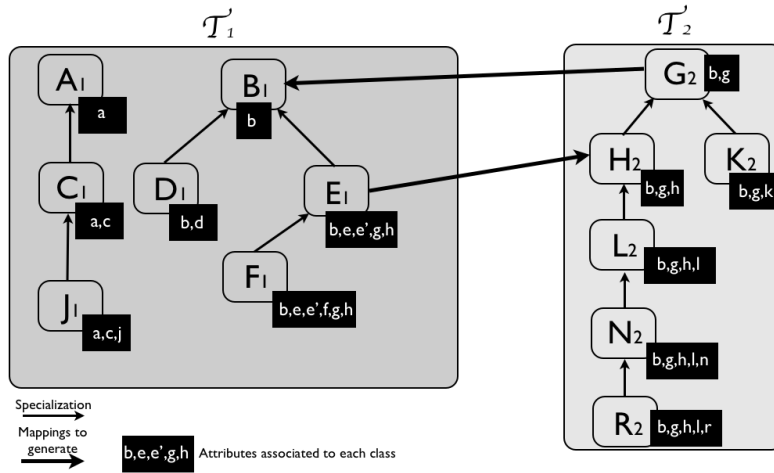 T1
T2
A1
a
B1
b
G2
b,g
C1
a,c
D1
b,d
E1
b,e,e',g,h
H2
b,g,h
K2
b,g,k
L2
b,g,h,l
F1
b,e,e',f,g,h
J1
a,c,j
N2
b,g,h,l,n
R2
b,g,h,l,r
Specialization
Mappings to
generate
b,e,e',g,h
Attributes associated to each class